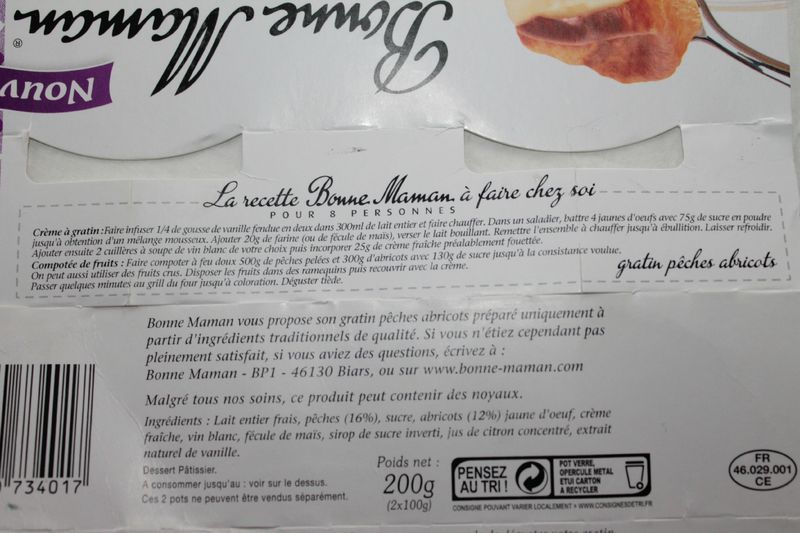 Bonne Maman®
Nouv
La recette Bonne Maman à faire chez soi
POUR 8 PERSONNES
Crème à gratin : Faire infuser 1/4 de gousse de vanille fendue en deux dans 300ml de lait entier et faire chauffer. Dans un saladier, battre 4 jaunes d'oeufs avec 75g de sucre en poudre
jusqu'à obtention d'un mélange mousseux. Ajouter 20g de farine (ou de fécule de maïs), verser le lait bouillant. Remettre l'ensemble à chauffer jusqu'à ébullition. Laisser refroidir.
Ajouter ensuite 2 cuillères à soupe de vin blanc de votre choix puis incorporer 25g de crème fraîche préalablement fouettée.
Compotée de fruits : Faire compoter à feu doux 500g de pêches pelées et 300g d'abricots avec 130g de sucre jusqu'à la consistance voulue.
On peut aussi utiliser des fruits crus. Disposer les fruits dans des ramequins puis recouvrir avec la crème.
Passer quelques minutes au grill du four jusqu'à coloration. Déguster tiède.
gratin pêches abricots
Bonne Maman vous propose son gratin pêches abricots préparé uniquement à
partir d'ingrédients traditionnels de qualité. Si vous n'étiez cependant pas
pleinement satisfait, si vous aviez des questions, écrivez à :
Bonne Maman - BP1 - 46130 Biars, ou sur www.bonne-maman.com
Malgré tous nos soins, ce produit peut contenir des noyaux.
Ingrédients : Lait entier frais, pêches (16%), sucre, abricots (12%) jaune d'oeuf, crème
fraîche, vin blanc, fécule de maïs, sirop de sucre inverti, jus de citron concentré, extrait
naturel de vanille.
Dessert Pâtissier.
A consommer jusqu'au : voir sur le dessus.
Ces 2 pots ne peuvent être vendus séparément.
734017
Poids net :
200g
(2x100g)
PENSEZ
AU TRI !
POT VERRE,
OPERCULE METAL
ETUI CARTON
A RECYCLER
CONSIGNE POUVANT VARIER LOCALEMENT > WWW.CONSIGNESDETRI.FR
FR
46.029.001
CE